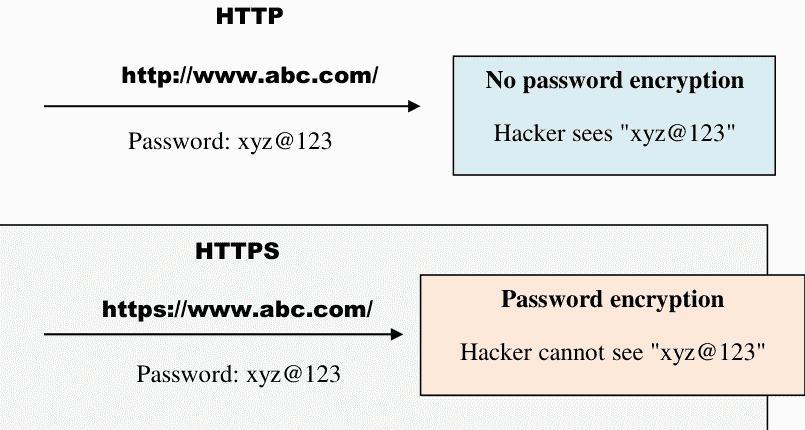 HTTP
http://www.abc.com/
Password: xyz@123
No password encryption
Hacker sees "xyz@123"
HTTPS
https://www.abc.com/
Password: xyz@123
Password encryption
Hacker cannot see "xyz@123"